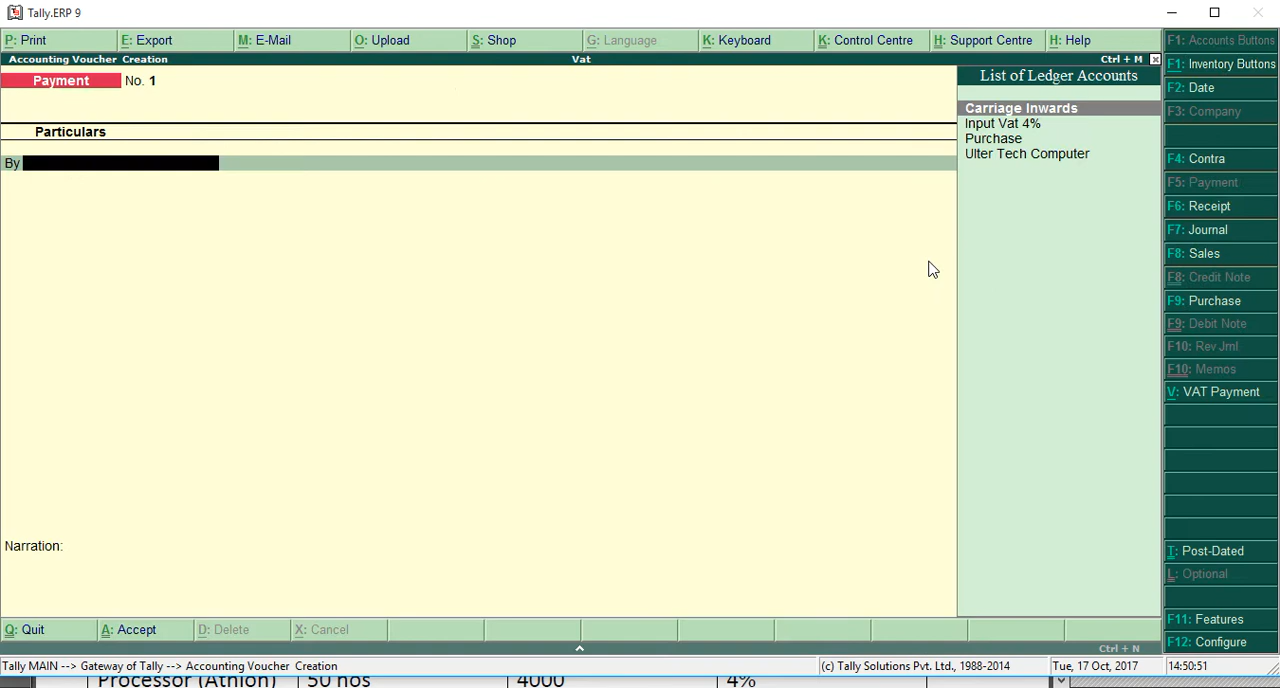 Tally.ERP 9
P: Print E: Export M: E-Mail O: Upload S: Shop G: Language K: Keyboard K: Control Centre H: Support Centre H: Help
Accounting Voucher Creation Vat Ctrl + M
Payment No. 1
Particulars
By
Narration:
List of Ledger Accounts
Carriage Inwards
Input Vat 4%
Purchase
Ulter Tech Computer
F1: Accounts Buttons
F1: Inventory Buttons
F2: Date
F3: Company
F4: Contra
F5: Payment
F6: Receipt
F7: Journal
F8: Sales
F8: Credit Note
F9: Purchase
F9: Debit Note
F10: Rev Jrnl
F10: Memos
V: VAT Payment
T: Post-Dated
L: Optional
F11: Features
F12: Configure
Q: Quit A: Accept D: Delete X: Cancel
Ctrl + N
Tally MAIN --> Gateway of Tally --> Accounting Voucher Creation (c) Tally Solutions Pvt. Ltd., 1988-2014 Tue, 17 Oct, 2017 14:50:51
Processor (Athlon) 50 nos 4000 4%